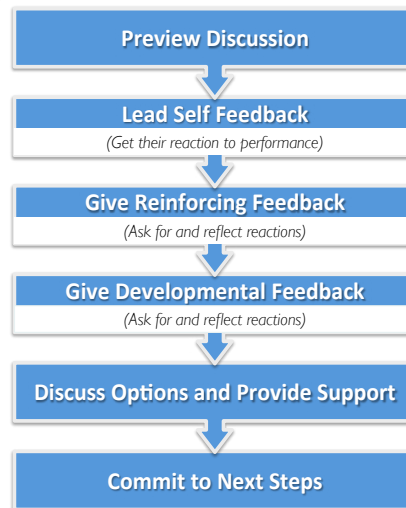 Preview Discussion
Lead Self Feedback
(Get their reaction to performance)
Give Reinforcing Feedback
(Ask for and reflect reactions)
Give Developmental Feedback
(Ask for and reflect reactions)
Discuss Options and Provide Support
Commit to Next Steps